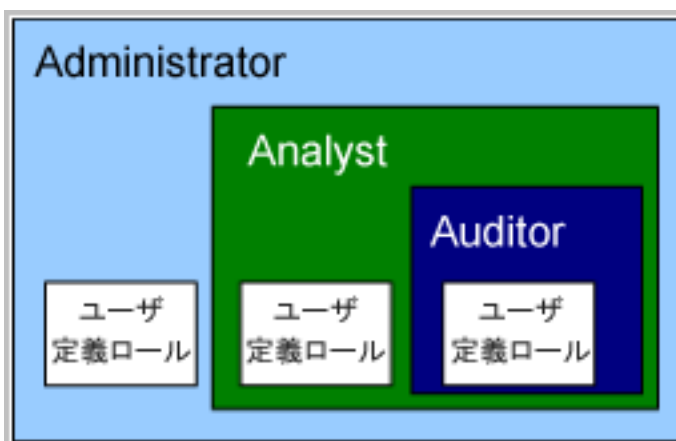 Administrator
Analyst
Auditor
ユーザ
定義ロール
ユーザ
定義ロール
ユーザ
定義ロール